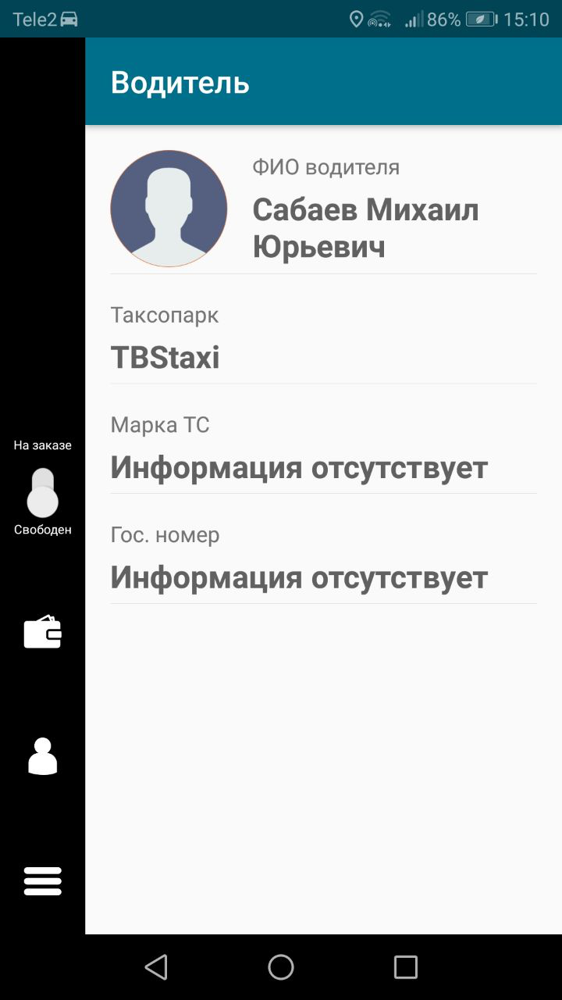 Tele2
86%
15:10
Водитель
ФИО водителя
Сабаев Михаил
Юрьевич
Таксопарк
TBStaxi
Марка ТС
Информация отсутствует
На заказе
Свободен
Гос. номер
Информация отсутствует